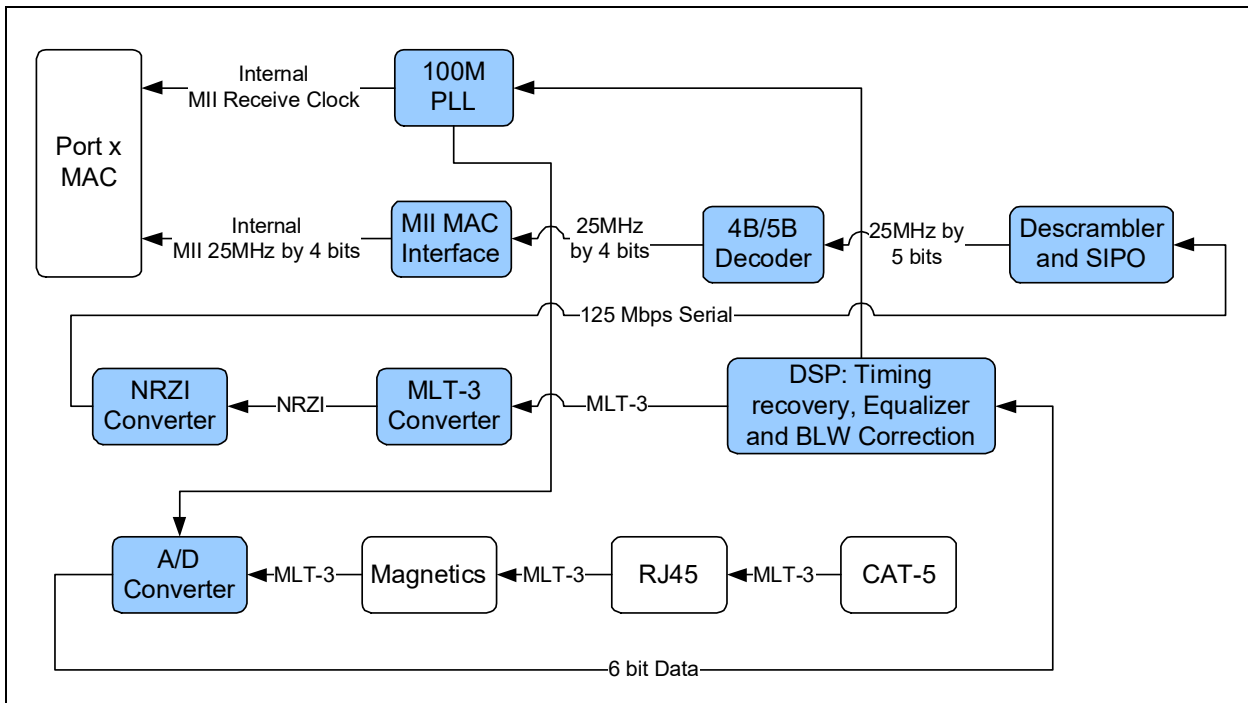 Internal
MII Receive Clock
100M
PLL
Port x
MAC
Internal
MII 25MHz by 4 bits
MII MAC
Interface
25MHz
by 4 bits
4B/5B
Decoder
25MHz by
5 bits
Descrambler
and SIPO
125 Mbps Serial
NRZI
Converter
NRZI
MLT-3
Converter
MLT-3
DSP: Timing
recovery, Equalizer
and BLW Correction
A/D
Converter
MLT-3
Magnetics
MLT-3
RJ45
MLT-3
CAT-5
6 bit Data